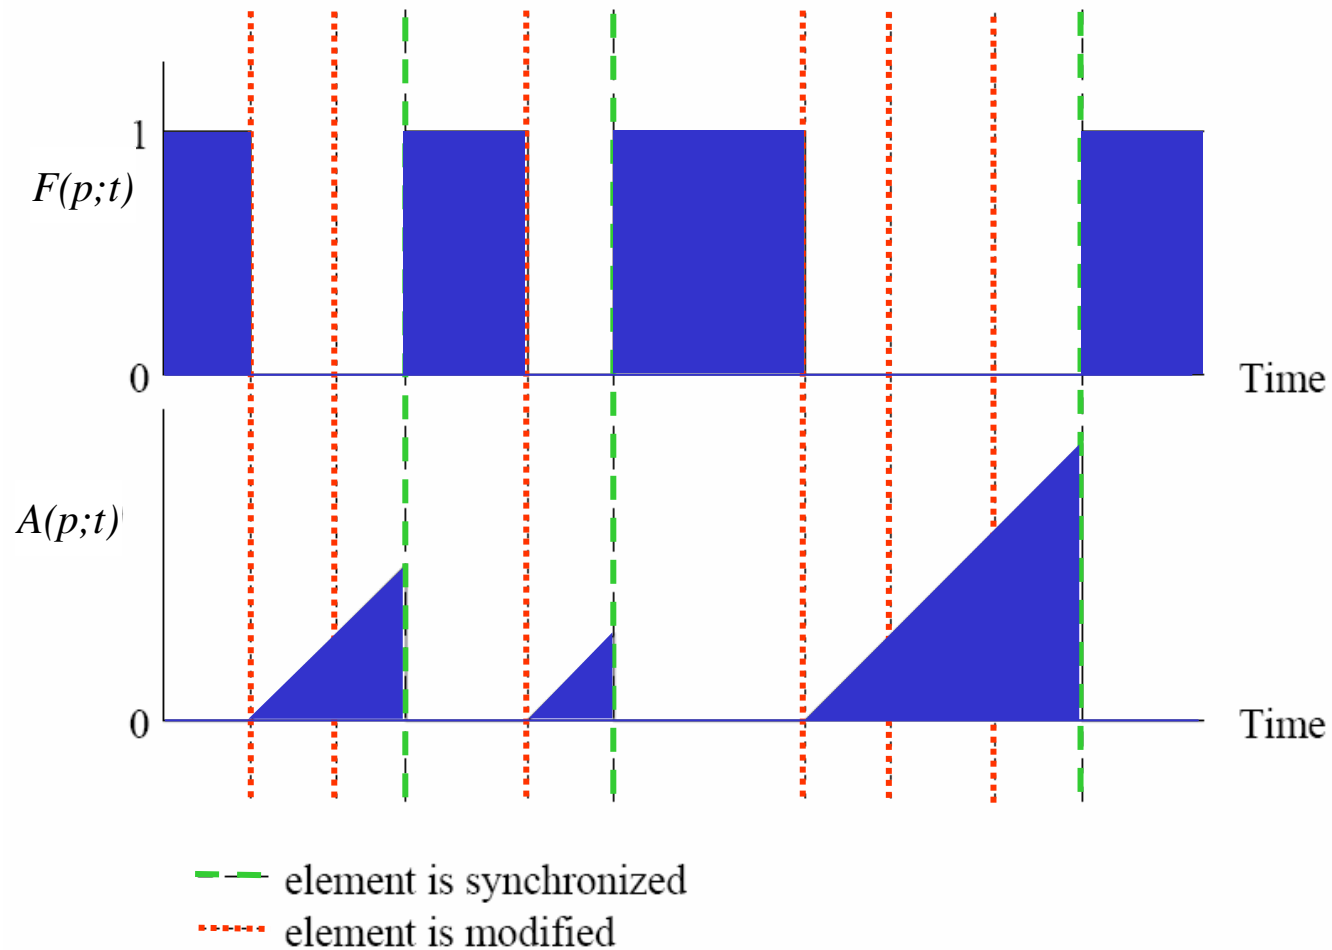 1
F(p;t)
0
Time
A(p;t)
0
Time
element is synchronized
element is modified